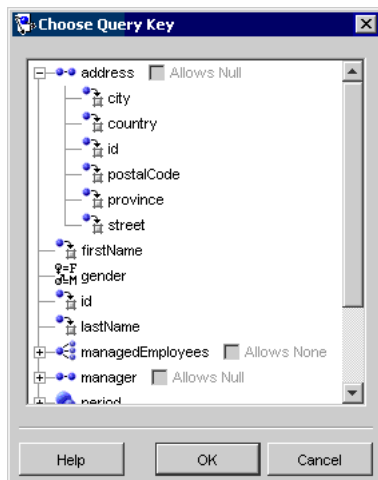 Choose Query Key
address Allows Null
city
country
id
postalCode
province
street
firstName
♀=F
♂=M gender
id
lastName
managedEmployees Allows None
manager Allows Null
period
Help OK Cancel